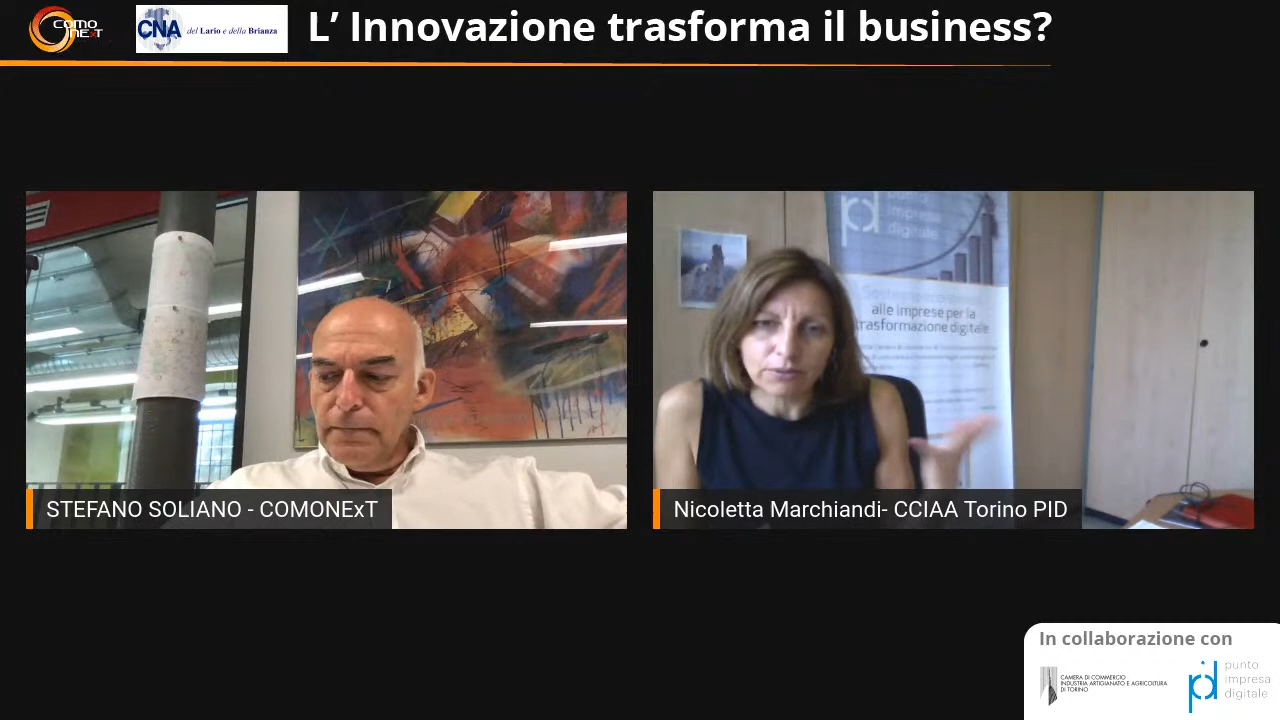 COMO
NExT
CNA del Lario e della Brianza
L’ Innovazione trasforma il business?
punto
impresa
digitale
alle imprese per la
trasformazione digitale
STEFANO SOLIANO - COMONExT
Nicoletta Marchiandi- CCIAA Torino PID
In collaborazione con
CAMERA DI COMMERCIO
INDUSTRIA ARTIGIANATO E AGRICOLTURA
DI TORINO
pid
punto
impresa
digitale